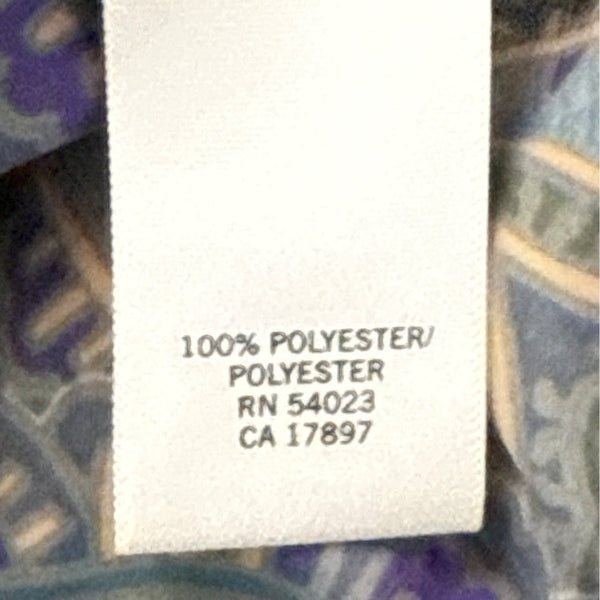 100% POLYESTER/
POLYESTER
RN 54023
CA 17897